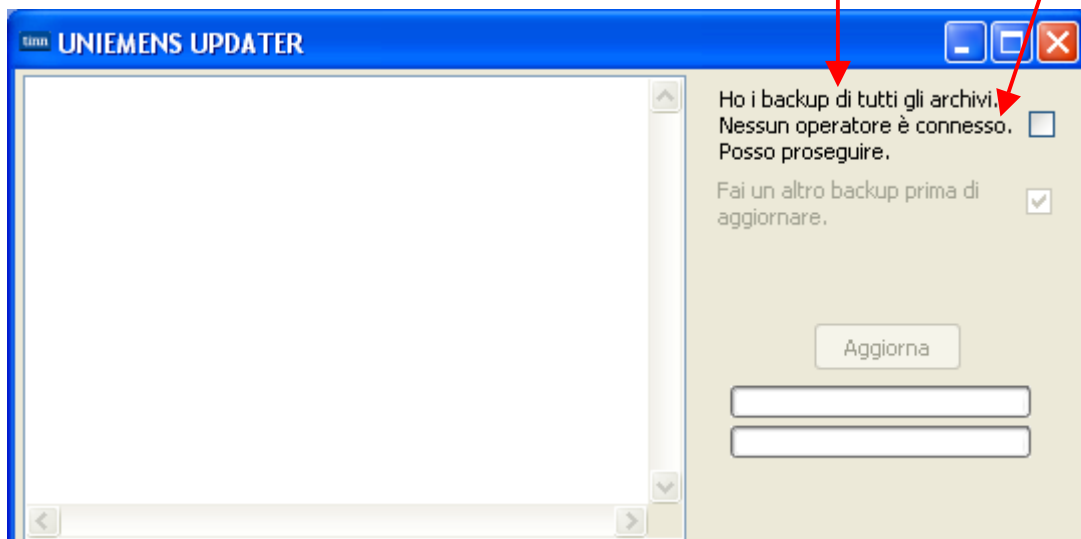 tinn UNIEMENS UPDATER
Ho i backup di tutti gli archivi.
Nessun operatore è connesso.
Posso proseguire.
Fai un altro backup prima di
aggiornare.
Aggiorna